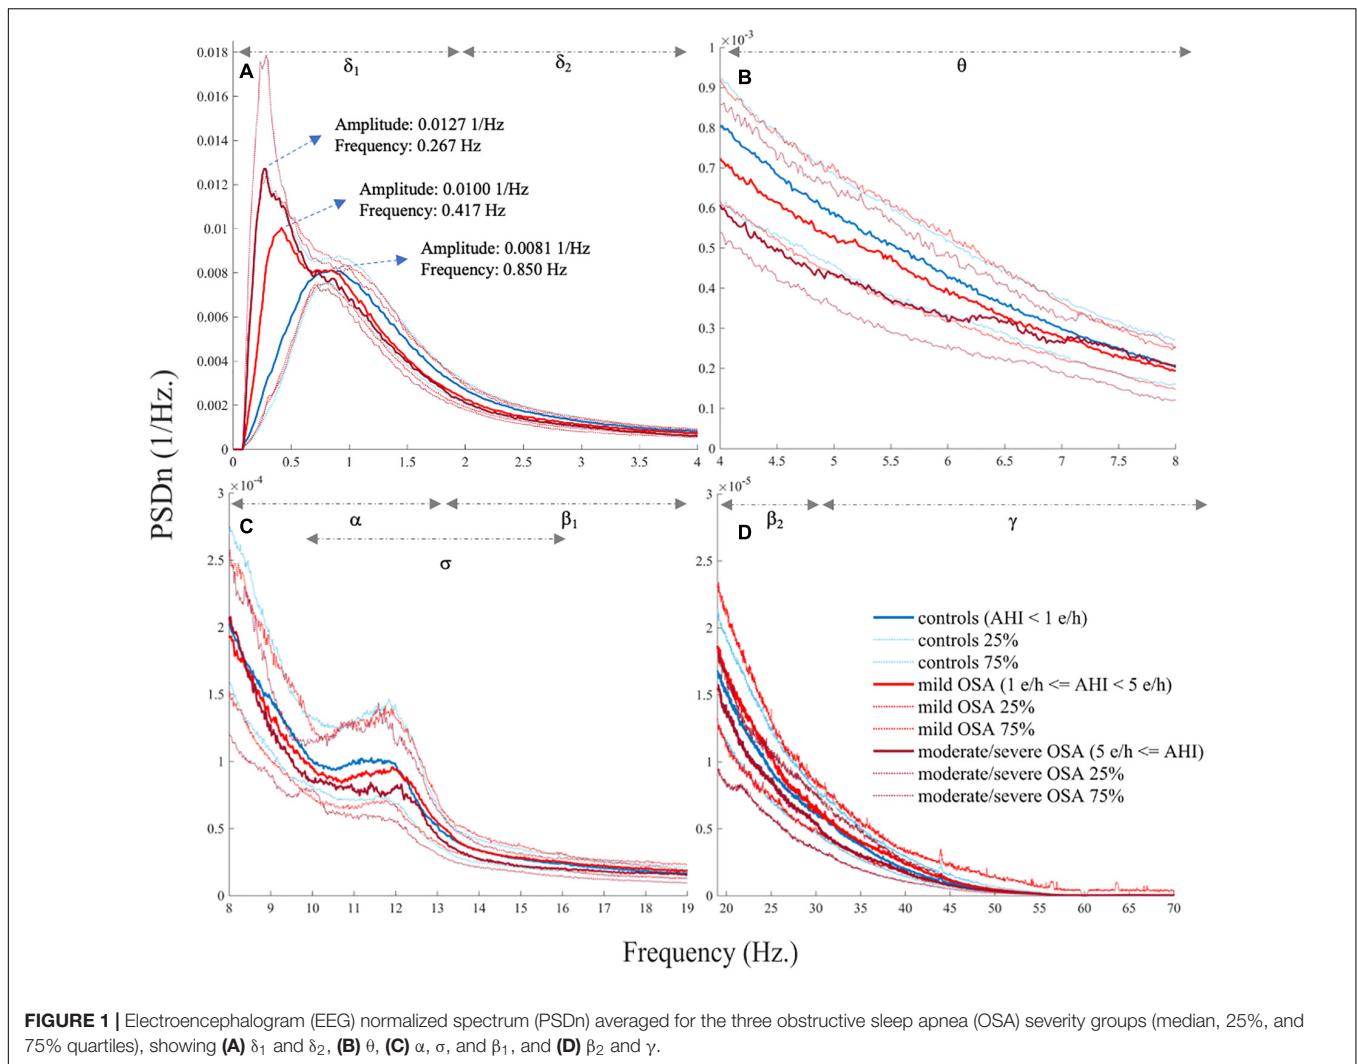 PSDn (1/Hz.)
0.018
0.016
0.014
0.012
0.01
0.008
0.006
0.004
0.002
0
A
δ1
δ2
Amplitude: 0.0127 1/Hz
Frequency: 0.267 Hz
Amplitude: 0.0100 1/Hz
Frequency: 0.417 Hz
Amplitude: 0.0081 1/Hz
Frequency: 0.850 Hz
0 0.5 1 1.5 2 2.5 3 3.5 4
×10-3
1
0.9
0.8
0.7
0.6
0.5
0.4
0.3
0.2
0.1
0
B
θ
4 4.5 5 5.5 6 6.5 7 7.5 8
×10-4
3
2.5
2
1.5
1
0.5
0
C
α
β1
σ
8 9 10 11 12 13 14 15 16 17 18 19
×10-5
3
2.5
2
1.5
1
0.5
0
β2
γ
D
controls (AHI < 1 e/h)
controls 25%
controls 75%
mild OSA (1 e/h <= AHI < 5 e/h)
mild OSA 25%
mild OSA 75%
moderate/severe OSA (5 e/h <= AHI)
moderate/severe OSA 25%
moderate/severe OSA 75%
20 25 30 35 40 45 50 55 60 65 70
Frequency (Hz.)
FIGURE 1 | Electroencephalogram (EEG) normalized spectrum (PSDn) averaged for the three obstructive sleep apnea (OSA) severity groups (median, 25%, and
75% quartiles), showing (A) δ1 and δ2, (B) θ, (C) α, σ, and β1, and (D) β2 and γ.